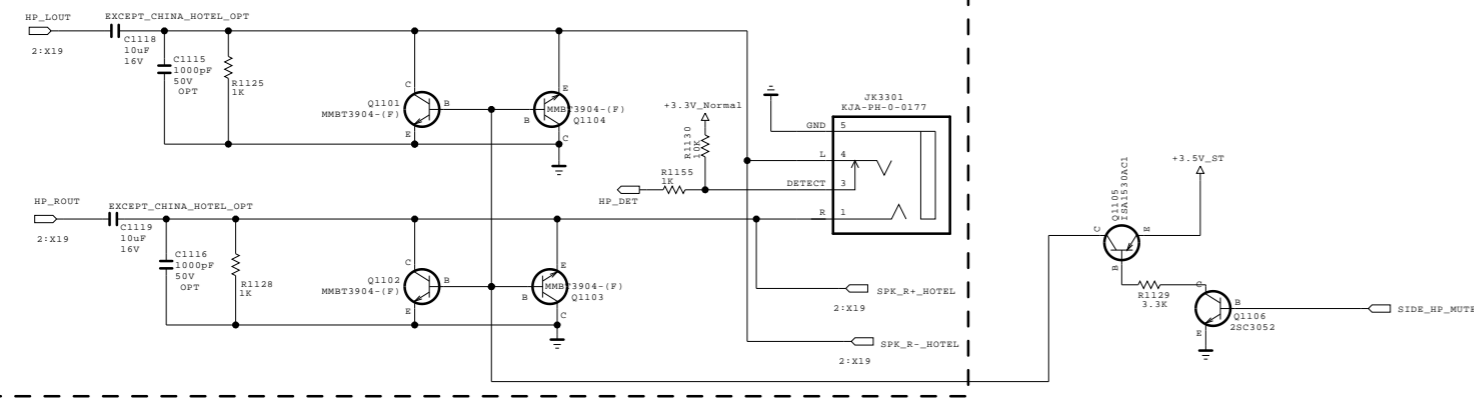 HP_LOUT
EXCEPT_CHINA_HOTEL_OPT
2:X19
C1118
10uF
16V
C1115
1000pF
50V
OPT
R1125
1K
C
B
E
Q1101
MMBT3904-(F)
E
B
C
MMBT3904-(F)
Q1104
+3.3V_Normal
R1130
10K
R1155
1K
HP_DET
JK3301
KJA-PH-0-0177
GND
5
L
4
DETECT
3
R
1
HP_ROUT
EXCEPT_CHINA_HOTEL_OPT
2:X19
C1119
10uF
16V
C1116
1000pF
50V
OPT
R1128
1K
C
B
E
Q1102
MMBT3904-(F)
E
B
C
MMBT3904-(F)
Q1103
SPK_R+_HOTEL
2:X19
SPK_R-_HOTEL
2:X19
Q1105
ISA1530AC1
+3.5V_ST
C
E
B
R1129
3.3K
C
B
E
Q1106
2SC3052
SIDE_HP_MUTE